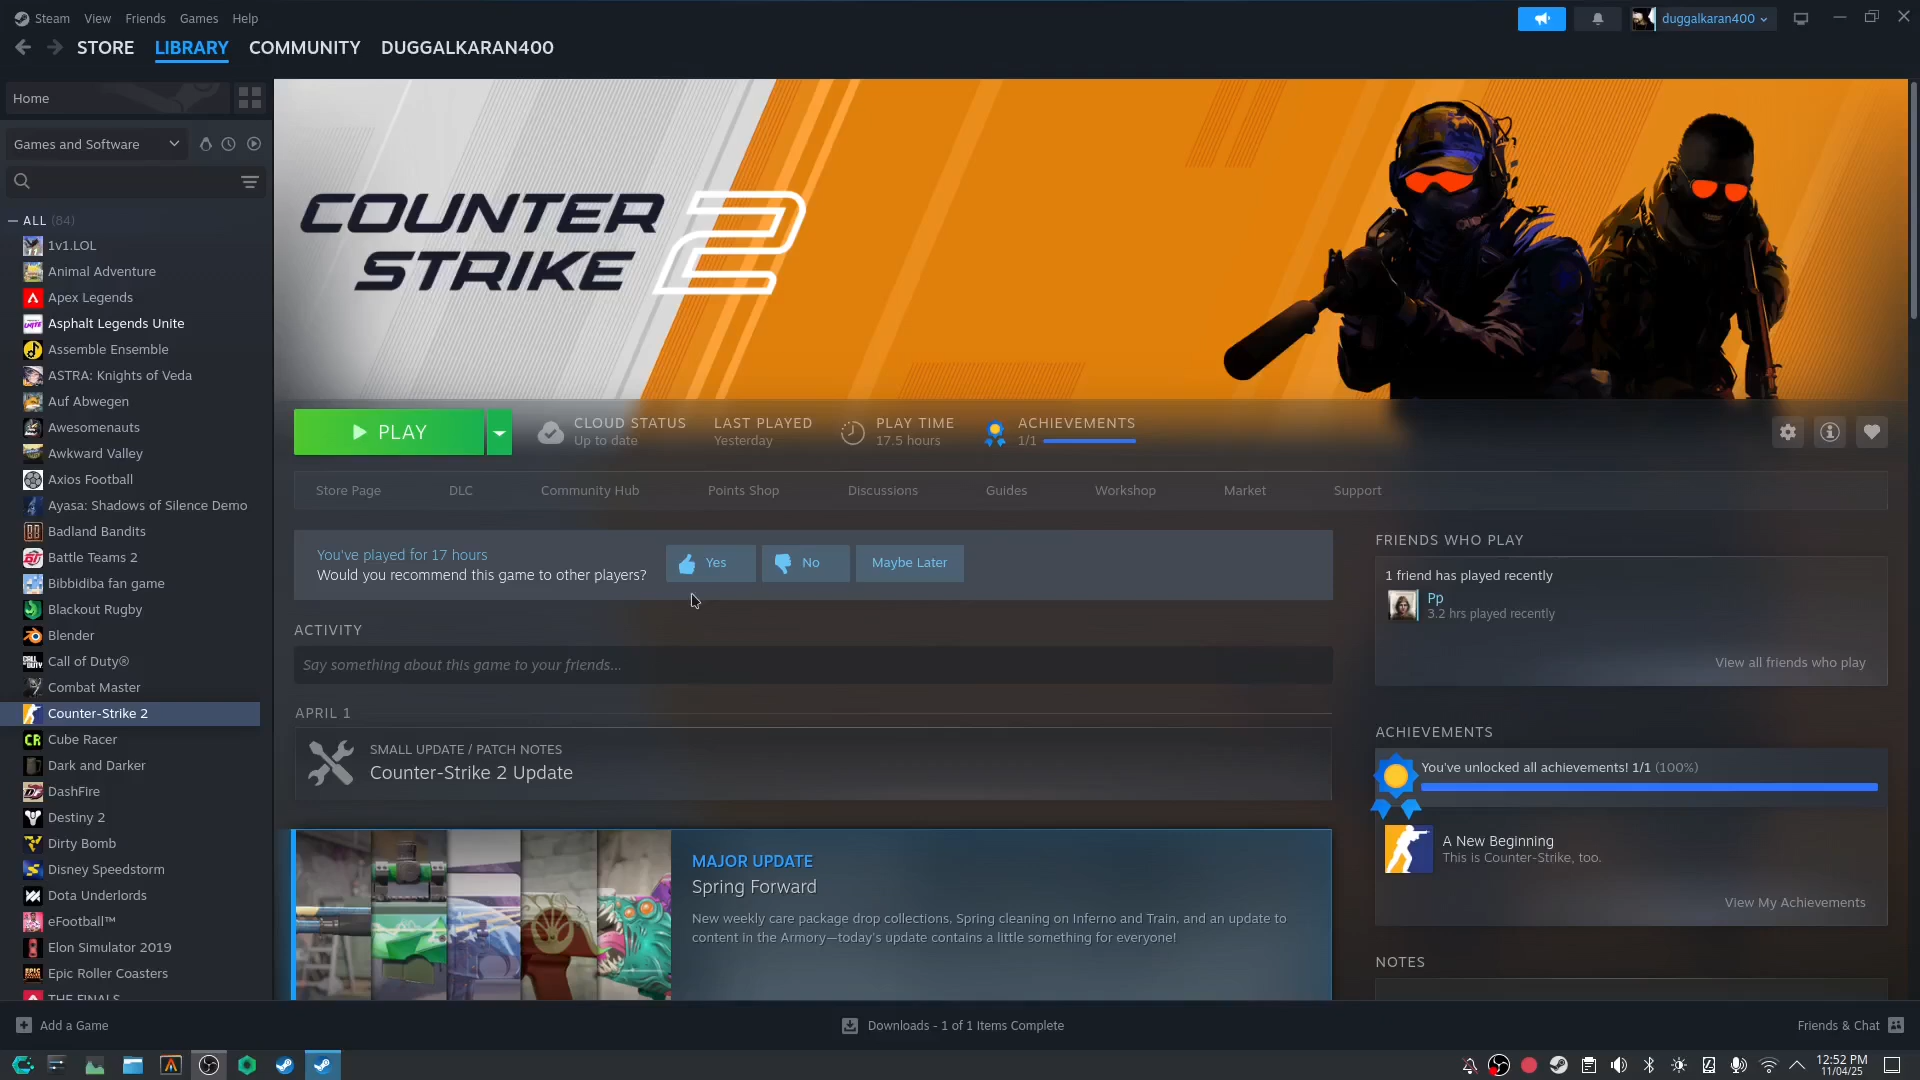 Steam View Friends Games Help
duggalkaran400
STORE LIBRARY COMMUNITY DUGGALKARAN400
Home
Games and Software
ALL (84)
1v1.LOL
Animal Adventure
Apex Legends
Asphalt Legends Unite
Assemble Ensemble
ASTRA: Knights of Veda
Auf Abwegen
Awesomenauts
Awkward Valley
Axios Football
Ayasa: Shadows of Silence Demo
Badland Bandits
Battle Teams 2
Bibbidiba fan game
Blackout Rugby
Blender
Call of Duty®
Combat Master
Counter-Strike 2
Cube Racer
Dark and Darker
DashFire
Destiny 2
Dirty Bomb
Disney Speedstorm
Dota Underlords
eFootball™
Elon Simulator 2019
Epic Roller Coasters
THE FINALS
COUNTER
STRIKE 2
PLAY
CLOUD STATUS
Up to date
LAST PLAYED
Yesterday
PLAY TIME
17.5 hours
ACHIEVEMENTS
1/1
Store Page DLC Community Hub Points Shop Discussions Guides Workshop Market Support
You've played for 17 hours
Would you recommend this game to other players?
Yes No Maybe Later
ACTIVITY
Say something about this game to your friends...
APRIL 1
SMALL UPDATE / PATCH NOTES
Counter-Strike 2 Update
MAJOR UPDATE
Spring Forward
New weekly care package drop collections, Spring cleaning on Inferno and Train, and an update to
content in the Armory—today's update contains a little something for everyone!
FRIENDS WHO PLAY
1 friend has played recently
Pp
3.2 hrs played recently
View all friends who play
ACHIEVEMENTS
You've unlocked all achievements! 1/1 (100%)
A New Beginning
This is Counter-Strike, too.
View My Achievements
NOTES
Add a Game
Downloads - 1 of 1 Items Complete
Friends & Chat
12:52 PM
11/04/25